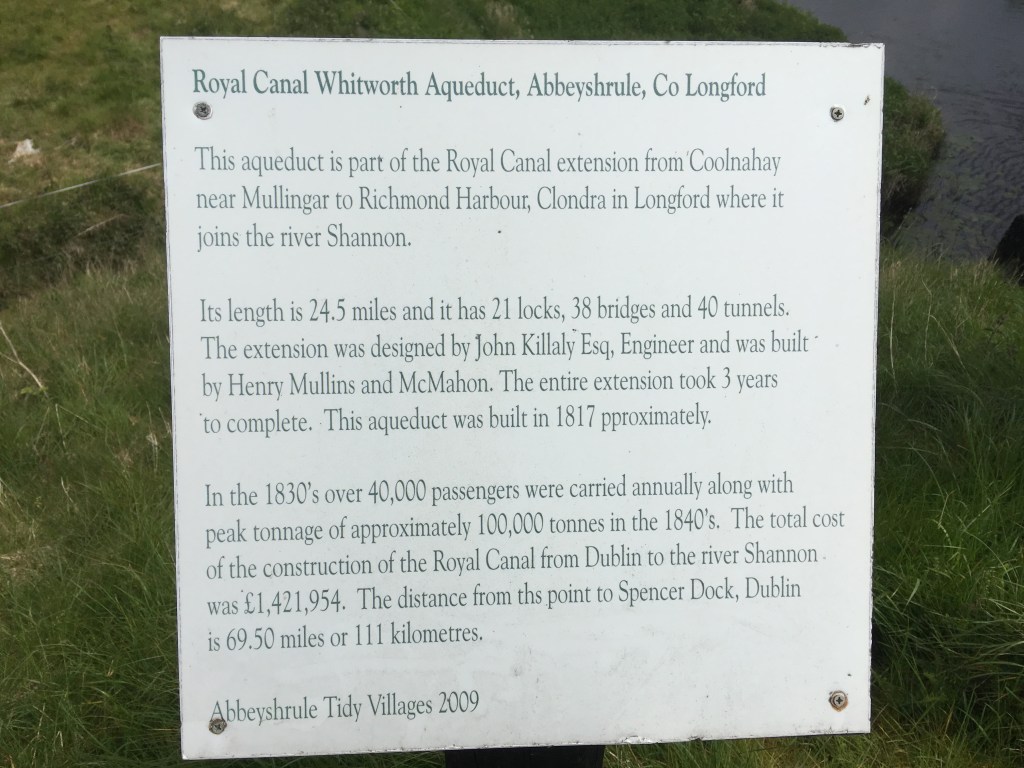 Royal Canal Whitworth Aqueduct, Abbeyshrule, Co Longford
This aqueduct is part of the Royal Canal extension from Coolnahay
near Mullingar to Richmond Harbour, Clondra in Longford where it
joins the river Shannon.
Its length is 24.5 miles and it has 21 locks, 38 bridges and 40 tunnels.
The extension was designed by John Killaly Esq, Engineer and was built
by Henry Mullins and McMahon. The entire extension took 3 years
to complete. This aqueduct was built in 1817 pproximately.
In the 1830's over 40,000 passengers were carried annually along with
peak tonnage of approximately 100,000 tonnes in the 1840's. The total cost
of the construction of the Royal Canal from Dublin to the river Shannon
was £1,421,954. The distance from ths point to Spencer Dock, Dublin
is 69.50 miles or 111 kilometres.
Abbeyshrule Tidy Villages 2009